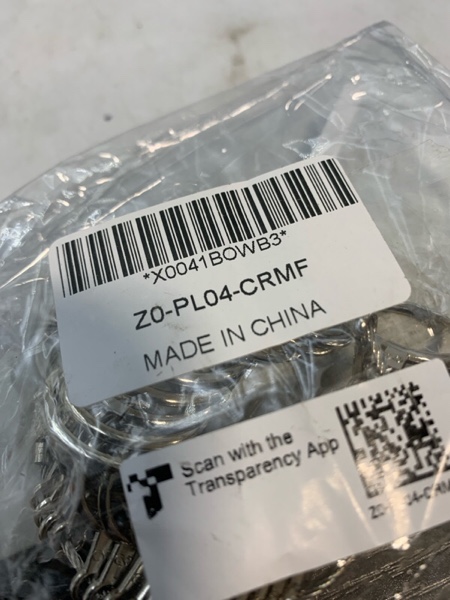 *X0041BOWB3*
Z0-PL04-CRMF
MADE IN CHINA
Scan with the
Transparency App